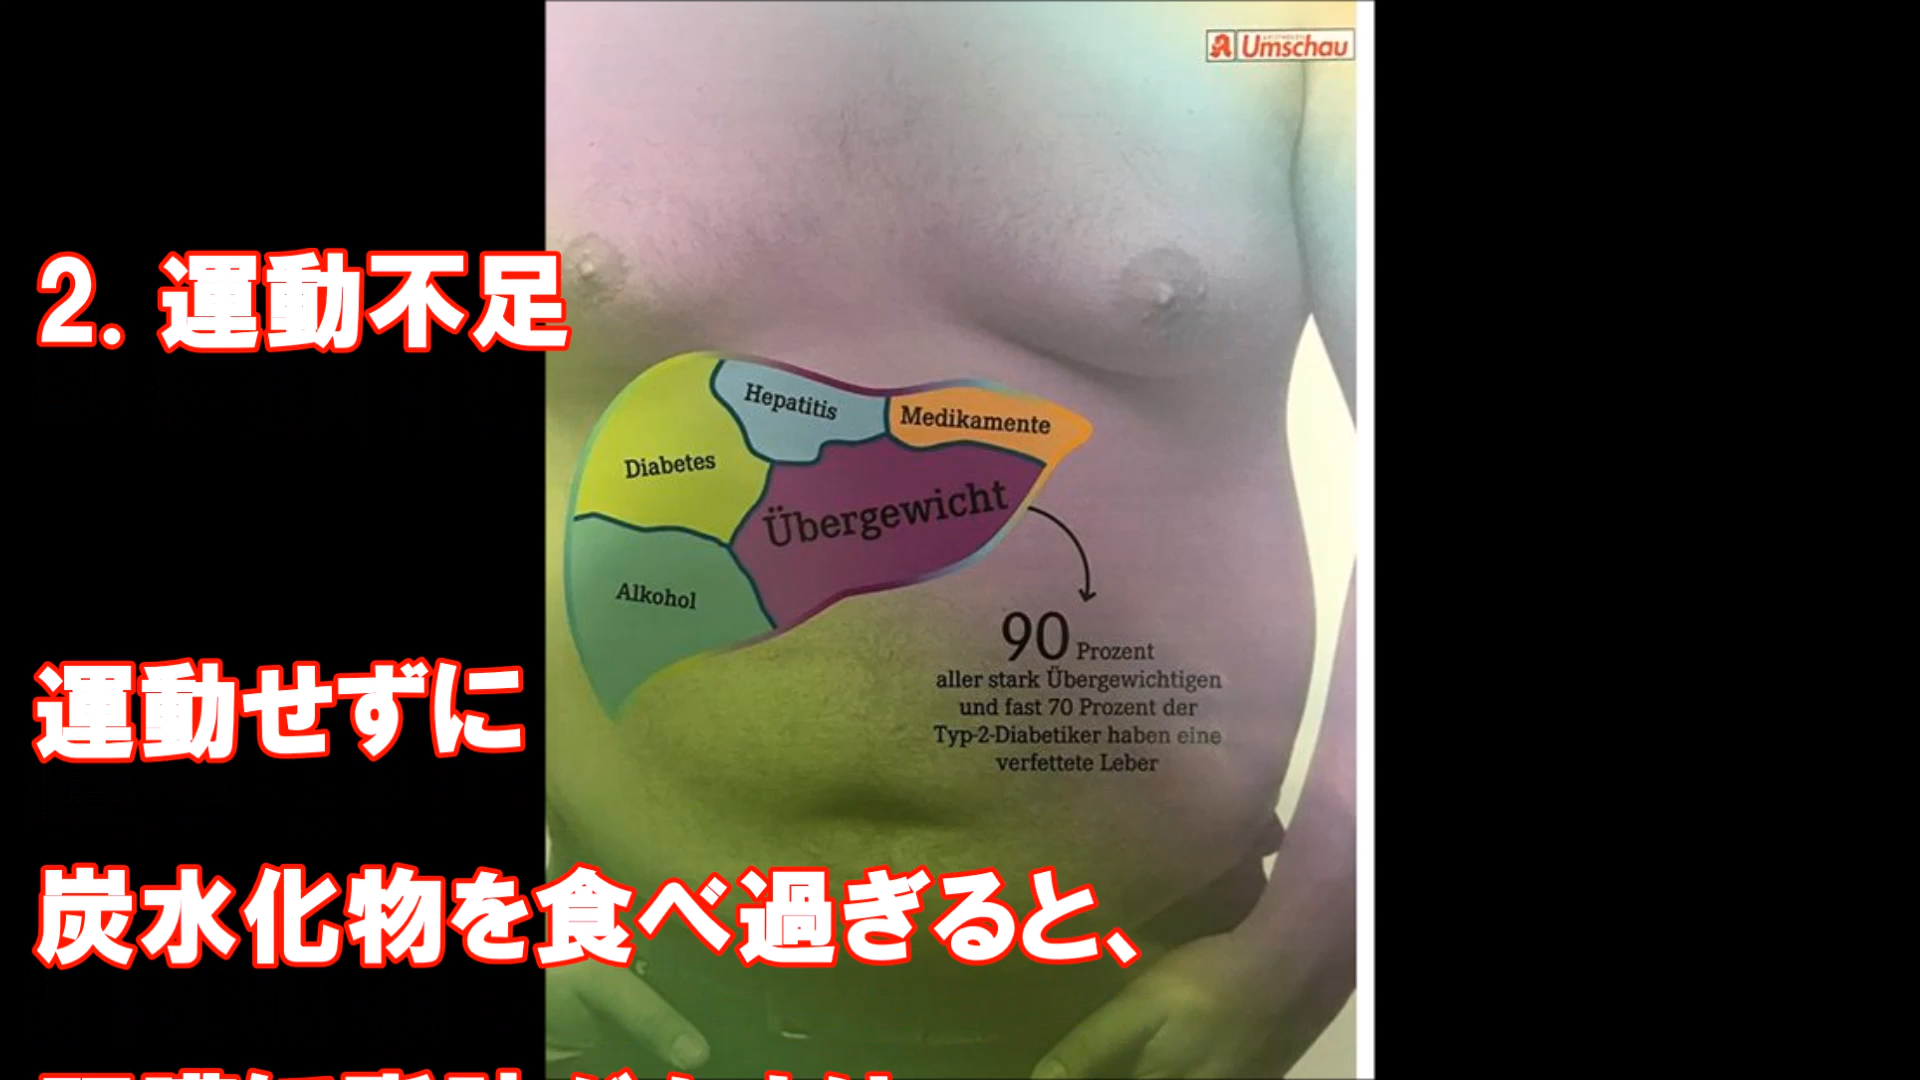 Umschau
2. 運動不足
Hepatitis
Medikamente
Diabetes
Übergewicht
Alkohol
90 Prozent
aller stark Übergewichtigen
und fast 70 Prozent der
Typ-2-Diabetiker haben eine
verfettete Leber
運動せずに
炭水化物を食べ過ぎると、